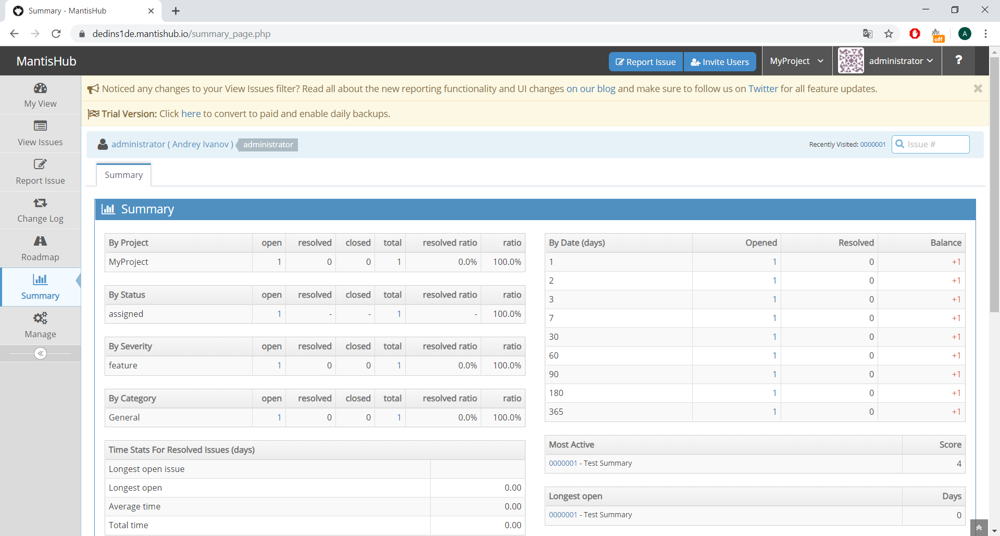 Summary - MantisHub
dedins1de.mantishub.io/summary_page.php
off
A
MantisHub
Report Issue
Invite Users
MyProject
administrator
?
My View
View Issues
Report Issue
Change Log
Roadmap
Summary
Manage
Noticed any changes to your View Issues filter? Read all about the new reporting functionality and UI changes on our blog and make sure to follow us on Twitter for all feature updates.
Trial Version: Click here to convert to paid and enable daily backups.
administrator ( Andrey Ivanov ) administrator
Recently Visited: 0000001
Issue #
Summary
Summary
By Project open resolved closed total resolved ratio ratio
MyProject 1 0 0 1 0.0% 100.0%
By Status open resolved closed total resolved ratio ratio
assigned 1 - - 1 - 100.0%
By Severity open resolved closed total resolved ratio ratio
feature 1 0 0 1 0.0% 100.0%
By Category open resolved closed total resolved ratio ratio
General 1 0 0 1 0.0% 100.0%
Time Stats For Resolved Issues (days)
Longest open issue
Longest open 0.00
Average time 0.00
Total time 0.00
By Date (days) Opened Resolved Balance
1 1 0 +1
2 1 0 +1
3 1 0 +1
7 1 0 +1
30 1 0 +1
60 1 0 +1
90 1 0 +1
180 1 0 +1
365 1 0 +1
Most Active Score
0000001 - Test Summary 4
Longest open Days
0000001 - Test Summary 0